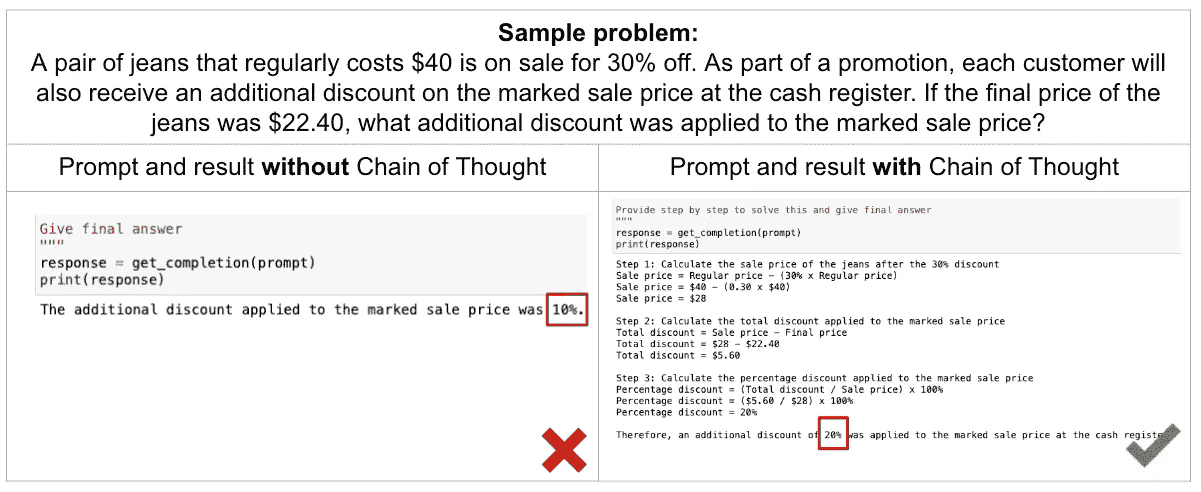 Sample problem:
A pair of jeans that regularly costs $40 is on sale for 30% off. As part of a promotion, each customer will
also receive an additional discount on the marked sale price at the cash register. If the final price of the
jeans was $22.40, what additional discount was applied to the marked sale price?
Prompt and result without Chain of Thought
Give final answer
"""
response = get_completion(prompt)
print(response)
The additional discount applied to the marked sale price was 10%.
Prompt and result with Chain of Thought
Provide step by step to solve this and give final answer
"""
response = get_completion(prompt)
print(response)
Step 1: Calculate the sale price of the jeans after the 30% discount
Sale price = Regular price - (30% x Regular price)
Sale price = $40 - (0.30 x $40)
Sale price = $28
Step 2: Calculate the total discount applied to the marked sale price
Total discount = Sale price - Final price
Total discount = $28 - $22.40
Total discount = $5.60
Step 3: Calculate the percentage discount applied to the marked sale price
Percentage discount = (Total discount / Sale price) x 100%
Percentage discount = ($5.60 / $28) x 100%
Percentage discount = 20%
Therefore, an additional discount of 20% was applied to the marked sale price at the cash